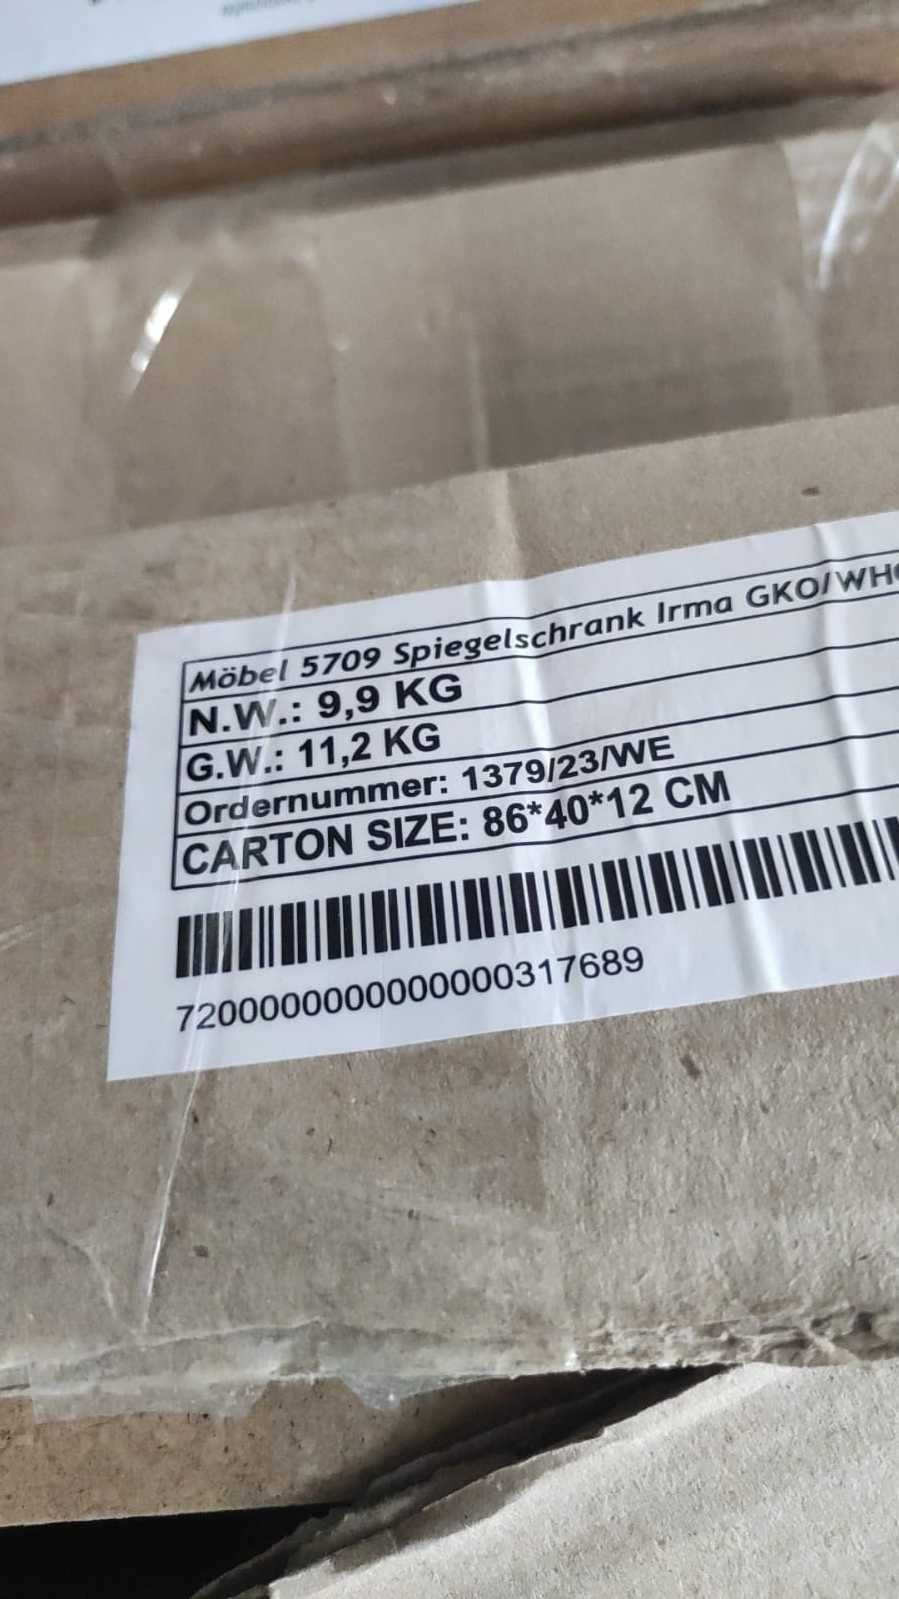 Möbel 5709 Spiegelschrank Irma GKO/WH
N.W.: 9,9 KG
G.W.: 11,2 KG
Ordernummer: 1379/23/WE
CARTON SIZE: 86*40*12 CM
72000000000000000317689